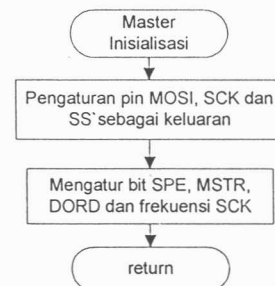 Master
Inisialisasi
Pengaturan pin MOSI, SCK dan
SS`sebagai keluaran
Mengatur bit SPE, MSTR,
DORD dan frekuensi SCK
return